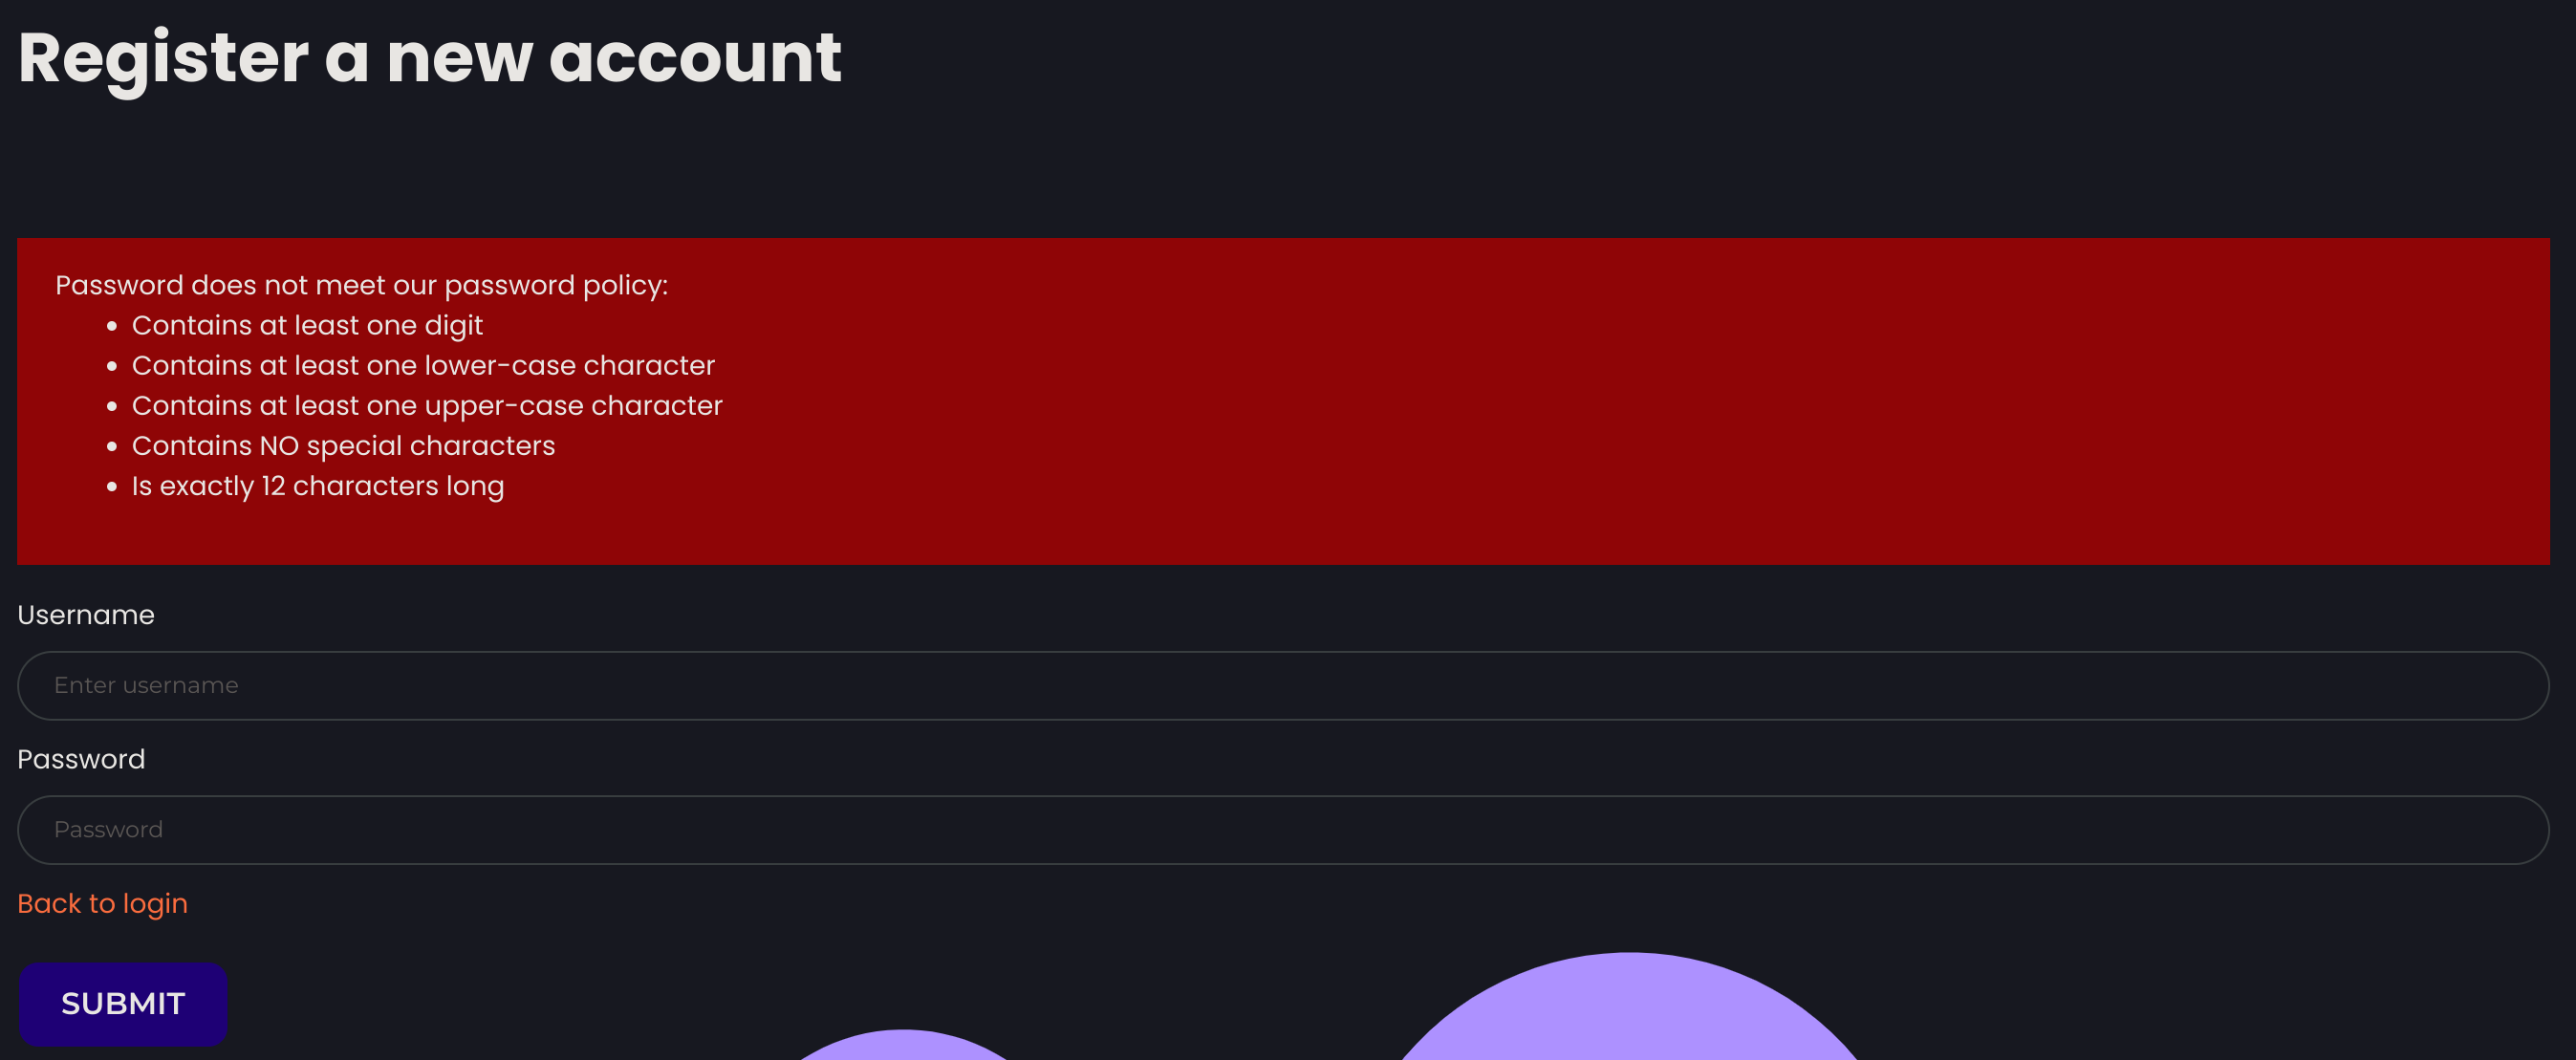 Register a new account
Password does not meet our password policy:
Contains at least one digit
Contains at least one lower-case character
Contains at least one upper-case character
Contains NO special characters
Is exactly 12 characters long
Username
Enter username
Password
Password
Back to login
SUBMIT